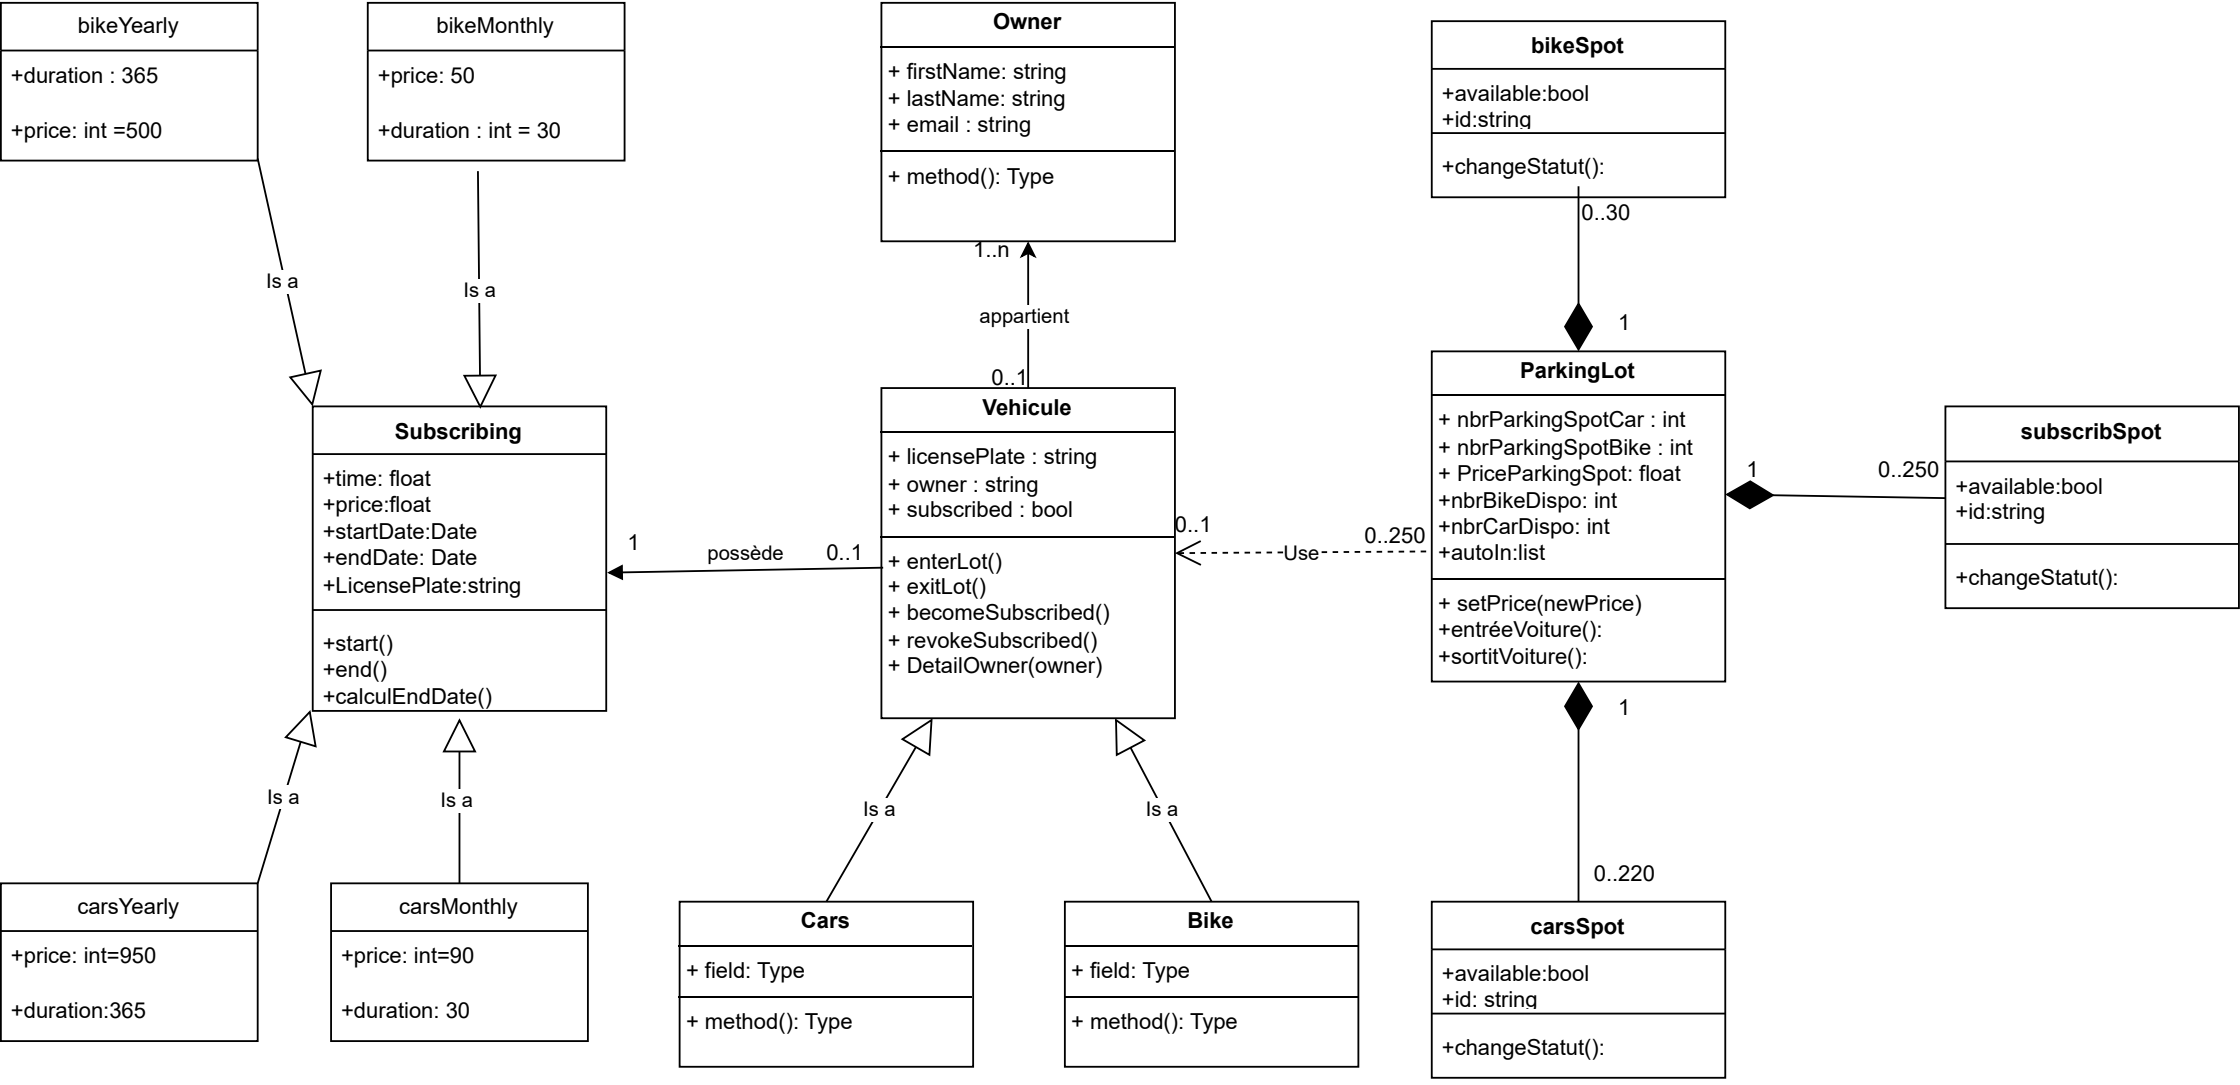 bikeYearly
+duration : 365
+price: int =500
bikeMonthly
+price: 50
+duration : int = 30
Owner
+ firstName: string
+ lastName: string
+ email : string
+ method(): Type
bikeSpot
+available:bool
+id:string
+changeStatut():
0..30
1
Is a
Is a
1..n
appartient
0..1
Subscribing
+time: float
+price:float
+startDate:Date
+endDate: Date
+LicensePlate:string
+start()
+end()
+calculEndDate()
1
possède
0..1
Vehicule
+ licensePlate : string
+ owner : string
+ subscribed : bool
+ enterLot()
+ exitLot()
+ becomeSubscribed()
+ revokeSubscribed()
+ DetailOwner(owner)
0..1
Use
0..250
ParkingLot
+ nbrParkingSpotCar : int
+ nbrParkingSpotBike : int
+ PriceParkingSpot: float
+nbrBikeDispo: int
+nbrCarDispo: int
+autoIn:list
+ setPrice(newPrice)
+entréeVoiture():
+sortitVoiture():
1
0..250
subscribSpot
+available:bool
+id:string
+changeStatut():
1
0..220
Is a
Is a
Is a
Is a
carsYearly
+price: int=950
+duration:365
carsMonthly
+price: int=90
+duration: 30
Cars
+ field: Type
+ method(): Type
Bike
+ field: Type
+ method(): Type
carsSpot
+available:bool
+id: string
+changeStatut():